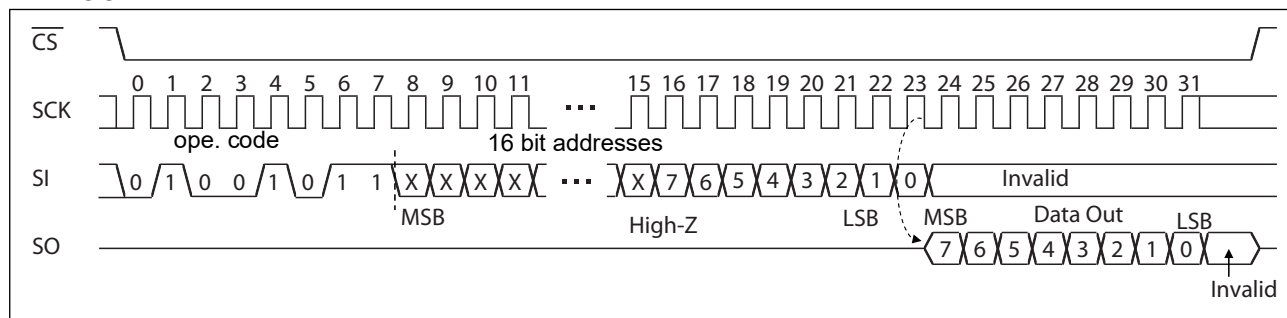 CS
0 1 2 3 4 5 6 7 8 9 10 11 15 16 17 18 19 20 21 22 23 24 25 26 27 28 29 30 31
SCK
ope. code 16 bit addresses
SI 0 1 0 0 1 0 1 1 X X X X X 7 6 5 4 3 2 1 0 Invalid
MSB High-Z LSB MSB Data Out LSB
SO 7 6 5 4 3 2 1 0
Invalid